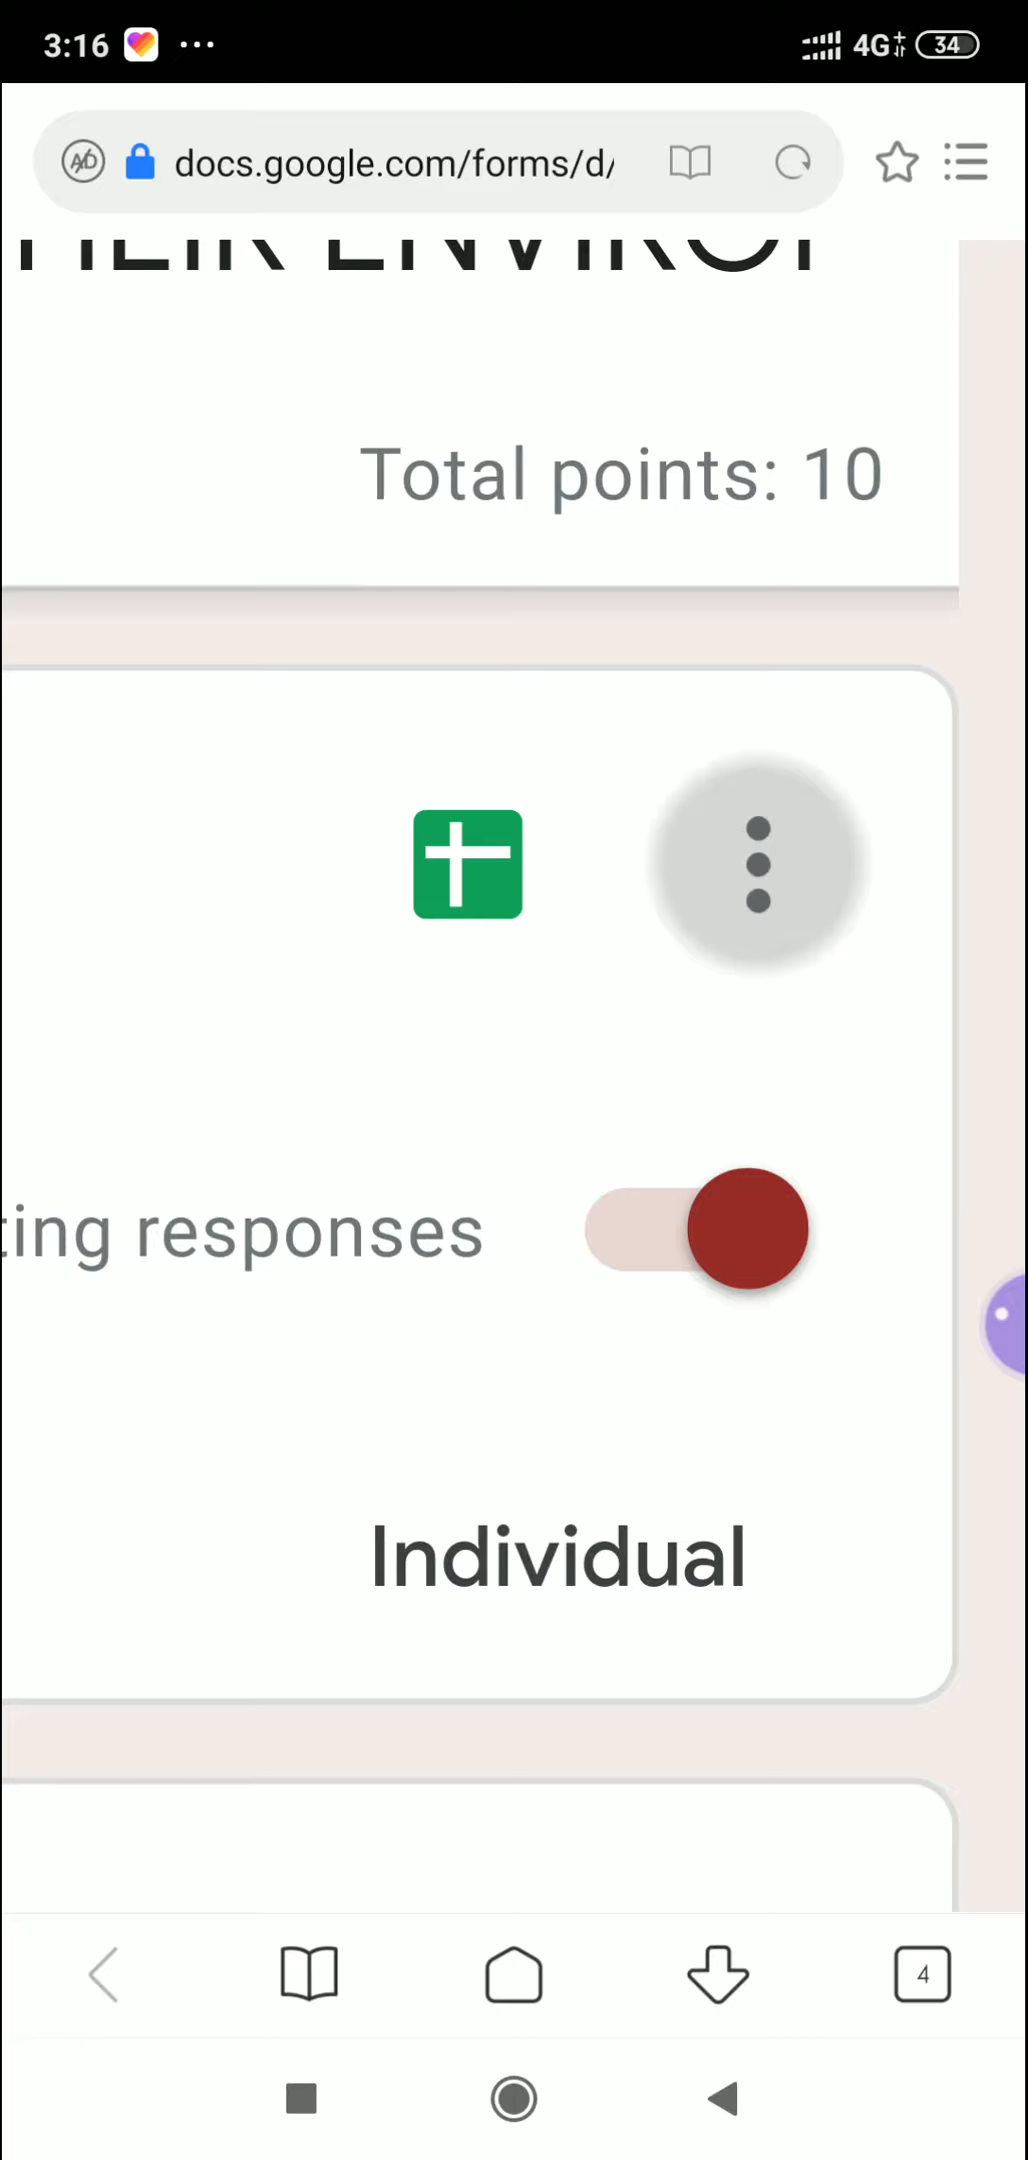 3:16 ... 4G+ 34
docs.google.com/forms/d/
Total points: 10
ting responses
Individual
4